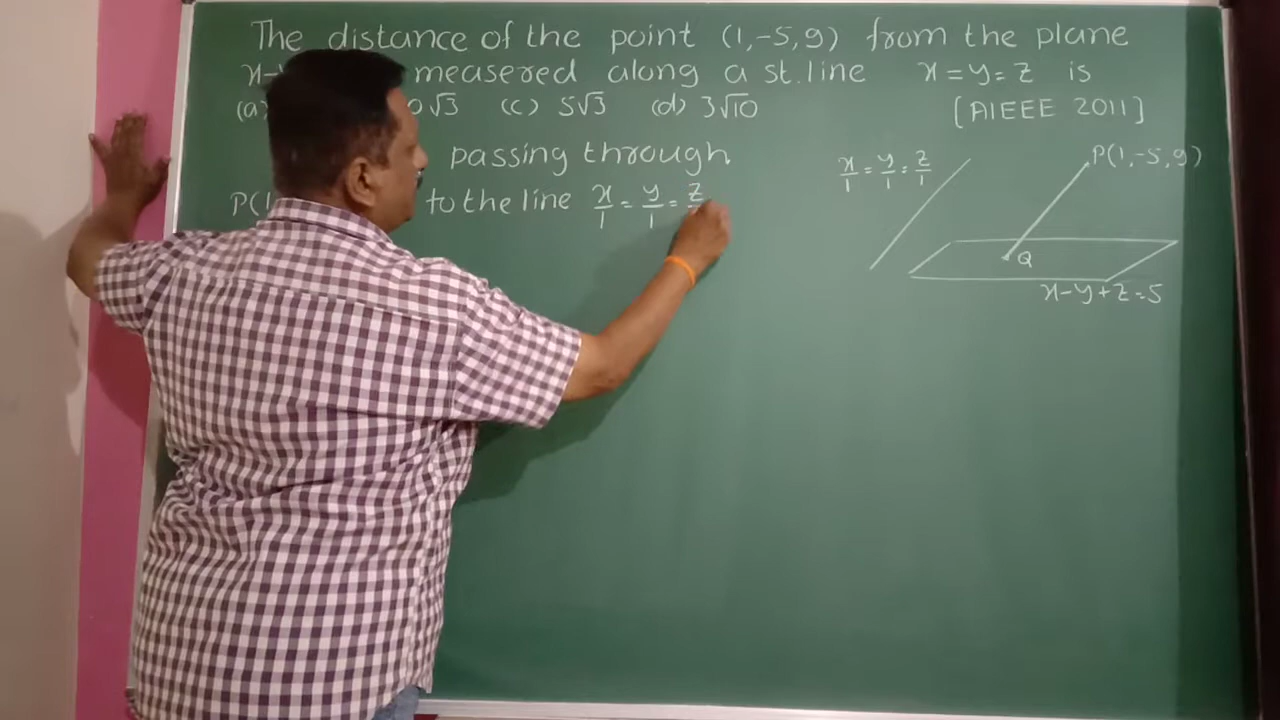 The distance of the point (1,-5,9) from the plane
measered along a st. line x=y=z is
(a) 0√3 (c) 5√3 (d) 3√10 [AIEEE 2011]
passing through
P(1 to the line x/1 = y/1 = z/
x/1 = y/1 = z/1
P(1,-5,9)
Q
x-y+z=5